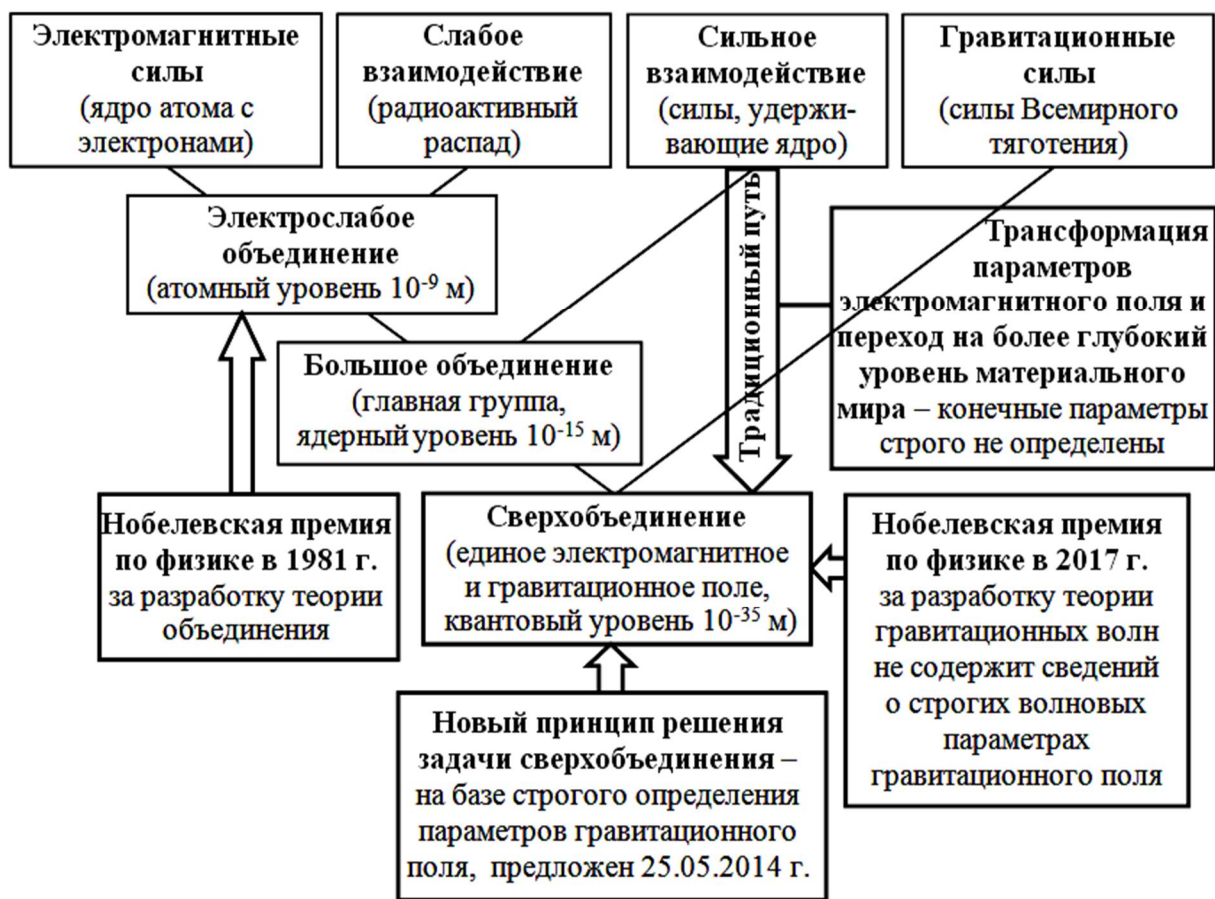 Электромагнитные
силы
(ядро атома с
электронами)
Слабое
взаимодействие
(радиоактивный
распад)
Сильное
взаимодействие
(силы, удержи-
вающие ядро)
Гравитационные
силы
(силы Всемирного
тяготения)
Электрослабое
объединение
(атомный уровень 10⁻⁹ м)
Традиционный путь
Трансформация
параметров
электромагнитного поля и
переход на более глубокий
уровень материального
мира – конечные параметры
строго не определены
Большое объединение
(главная группа,
ядерный уровень 10⁻¹⁵ м)
Нобелевская премия
по физике в 1981 г.
за разработку теории
объединения
Сверхобъединение
(единое электромагнитное
и гравитационное поле,
квантовый уровень 10⁻³⁵ м)
Нобелевская премия
по физике в 2017 г.
за разработку теории
гравитационных волн
не содержит сведений
о строгих волновых
параметрах
гравитационного поля
Новый принцип решения
задачи сверхобъединения –
на базе строгого определения
параметров гравитационного
поля, предложен 25.05.2014 г.